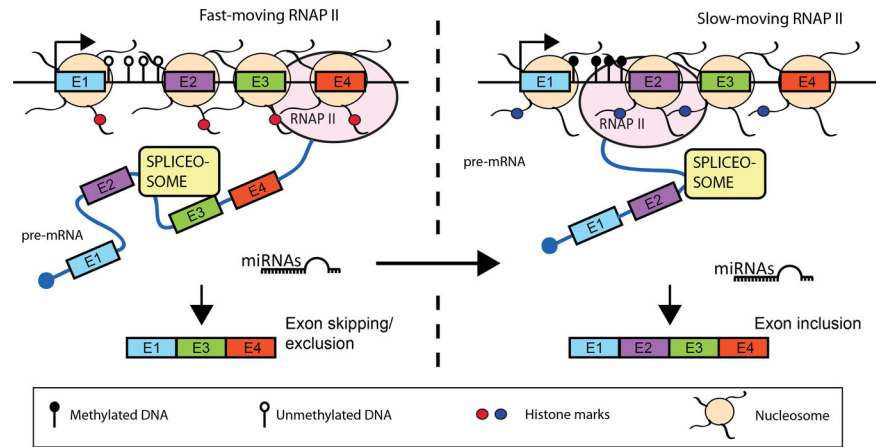 Fast-moving RNAP II
E1
E2
E3
E4
RNAP II
SPLICEO-
SOME
E2
E3
E4
pre-mRNA
E1
miRNAs
Exon skipping/
exclusion
E1 E3 E4
Slow-moving RNAP II
E1
E2
E3
E4
RNAP II
pre-mRNA
SPLICEO-
SOME
E1
E2
miRNAs
Exon inclusion
E1 E2 E3 E4
Methylated DNA
Unmethylated DNA
Histone marks
Nucleosome